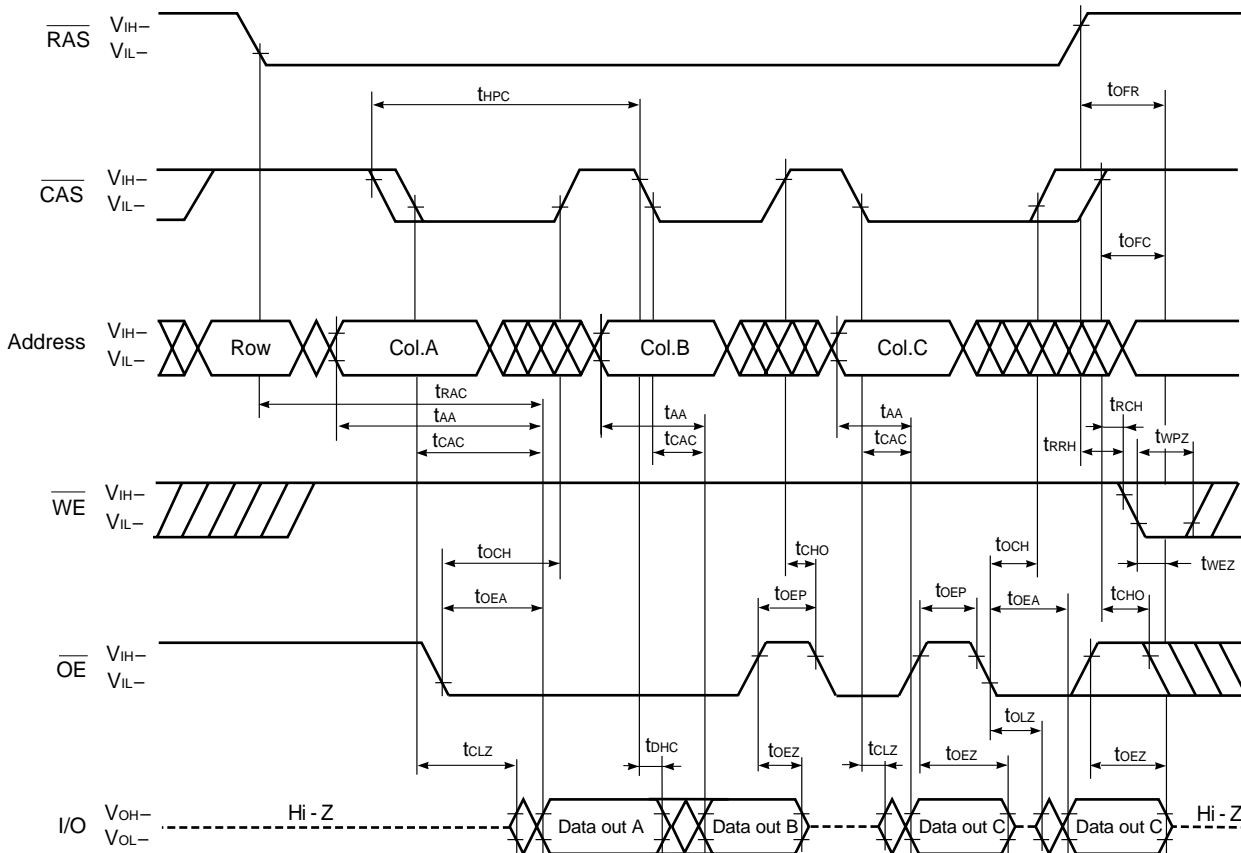 RAS
VIH–
VIL–
tHPC
tOFR
CAS
VIH–
VIL–
tOFC
Address
VIH–
VIL–
Row
Col.A
Col.B
Col.C
tRAC
tAA
tCAC
tAA
tCAC
tAA
tCAC
tRCH
tWPZ
tRRH
WE
VIH–
VIL–
tOCH
tCHO
tOCH
tWEZ
tOEA
tOEP
tOEP
tOEA
tCHO
OE
VIH–
VIL–
tCLZ
tDHC
tOEZ
tCLZ
tOEZ
tOLZ
tOEZ
I/O
VOH–
VOL–
Hi - Z
Data out A
Data out B
Data out C
Data out C
Hi - Z